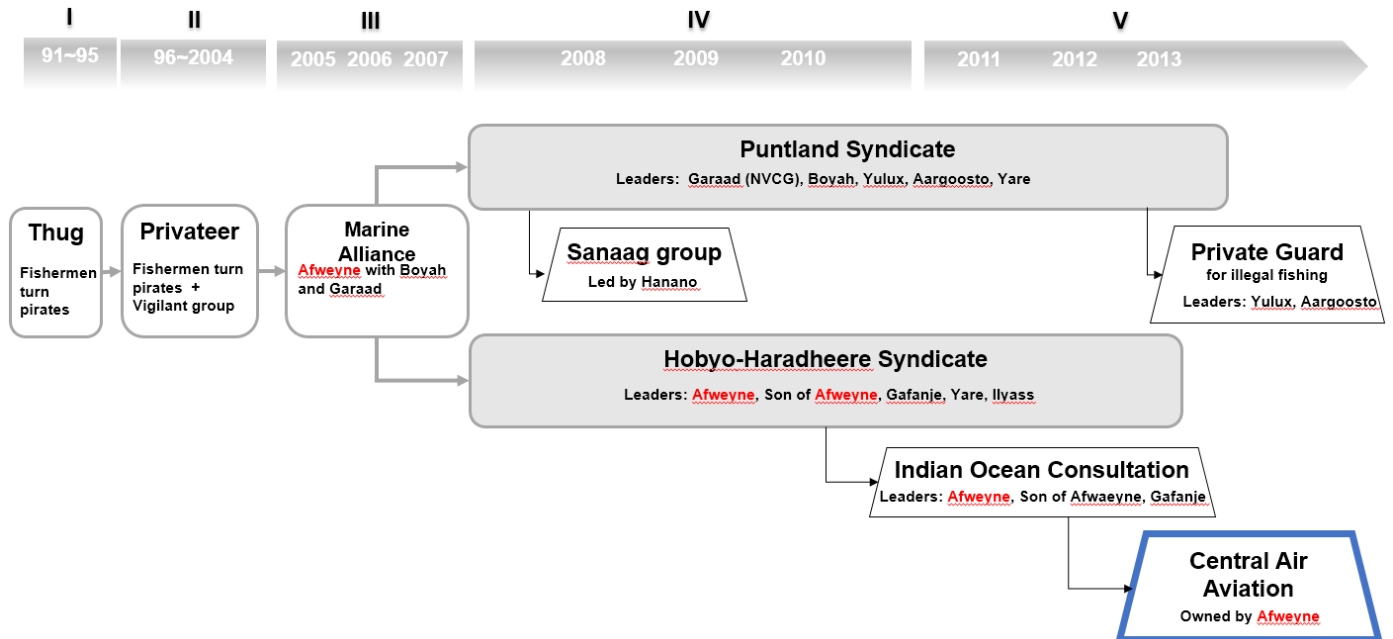 I II III IV V
91~95 96~2004 2005 2006 2007 2008 2009 2010 2011 2012 2013
Puntland Syndicate
Leaders: Garaad (NVCG), Boyah, Yulux, Aargoosto, Yare
Thug
Fishermen
turn
pirates
Privateer
Fishermen turn
pirates +
Vigilant group
Marine
Alliance
Afweyne with Boyah
and Garaad
Sanaag group
Led by Hanano
Private Guard
for illegal fishing
Leaders: Yulux, Aargoosto
Hobyo-Haradheere Syndicate
Leaders: Afweyne, Son of Afweyne, Gafanje, Yare, Ilyass
Indian Ocean Consultation
Leaders: Afweyne, Son of Afwaeyne, Gafanje
Central Air
Aviation
Owned by Afweyne